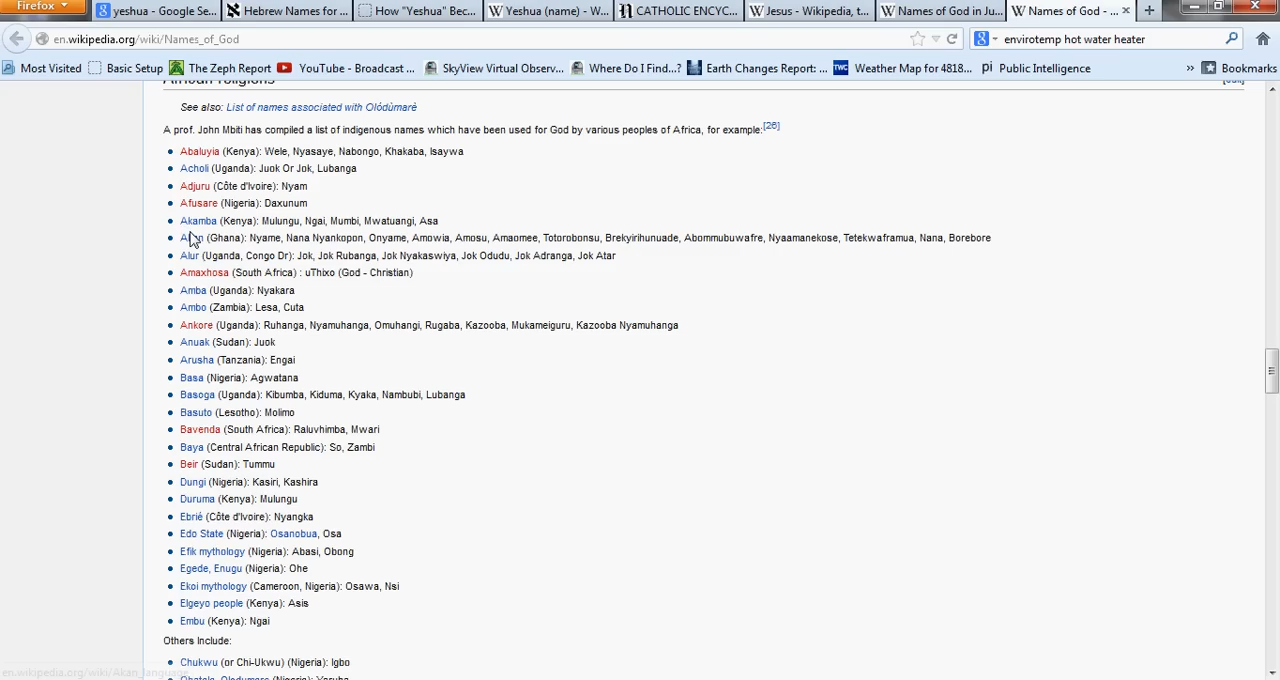 Firefox
yeshua - Google Se...
Hebrew Names for ...
How "Yeshua" Bec...
Yeshua (name) - W...
CATHOLIC ENCY...
Jesus - Wikipedia, t...
Names of God in Ju...
Names of God - ...
en.wikipedia.org/wiki/Names_of_God
envirotemp hot water heater
Most Visited
Basic Setup
The Zeph Report
YouTube - Broadcast ...
SkyView Virtual Observ...
Where Do I Find...?
Earth Changes Report: ...
Weather Map for 4818...
Public Intelligence
Bookmarks
African religions
See also: List of names associated with Olódùmarè
A prof. John Mbiti has compiled a list of indigenous names which have been used for God by various peoples of Africa, for example:[26]
Abaluyia (Kenya): Wele, Nyasaye, Nabongo, Khakaba, Isaywa
Acholi (Uganda): Juok Or Jok, Lubanga
Adjuru (Côte d'Ivoire): Nyam
Afusare (Nigeria): Daxunum
Akamba (Kenya): Mulungu, Ngai, Mumbi, Mwatuangi, Asa
(Ghana): Nyame, Nana Nyankopon, Onyame, Amowia, Amosu, Amaomee, Totorobonsu, Brekyirihunuade, Abommubuwafre, Nyaamanekose, Tetekwaframua, Nana, Borebore
Alur (Uganda, Congo Dr): Jok, Jok Rubanga, Jok Nyakaswiya, Jok Odudu, Jok Adranga, Jok Atar
Amaxhosa (South Africa) : uThixo (God - Christian)
Amba (Uganda): Nyakara
Ambo (Zambia): Lesa, Cuta
Ankore (Uganda): Ruhanga, Nyamuhanga, Omuhangi, Rugaba, Kazooba, Mukameiguru, Kazooba Nyamuhanga
Anuak (Sudan): Juok
Arusha (Tanzania): Engai
Basa (Nigeria): Agwatana
Basoga (Uganda): Kibumba, Kiduma, Kyaka, Nambubi, Lubanga
Basuto (Lesotho): Molimo
Bavenda (South Africa): Raluvhimba, Mwari
Baya (Central African Republic): So, Zambi
Beir (Sudan): Tummu
Dungi (Nigeria): Kasiri, Kashira
Duruma (Kenya): Mulungu
Ebrié (Côte d'Ivoire): Nyangka
Edo State (Nigeria): Osanobua, Osa
Efik mythology (Nigeria): Abasi, Obong
Egede, Enugu (Nigeria): Ohe
Ekoi mythology (Cameroon, Nigeria): Osawa, Nsi
Elgeyo people (Kenya): Asis
Embu (Kenya): Ngai
Others Include:
Chukwu (or Chi-Ukwu) (Nigeria): Igbo
en.wikipedia.org/wiki/Akan_language